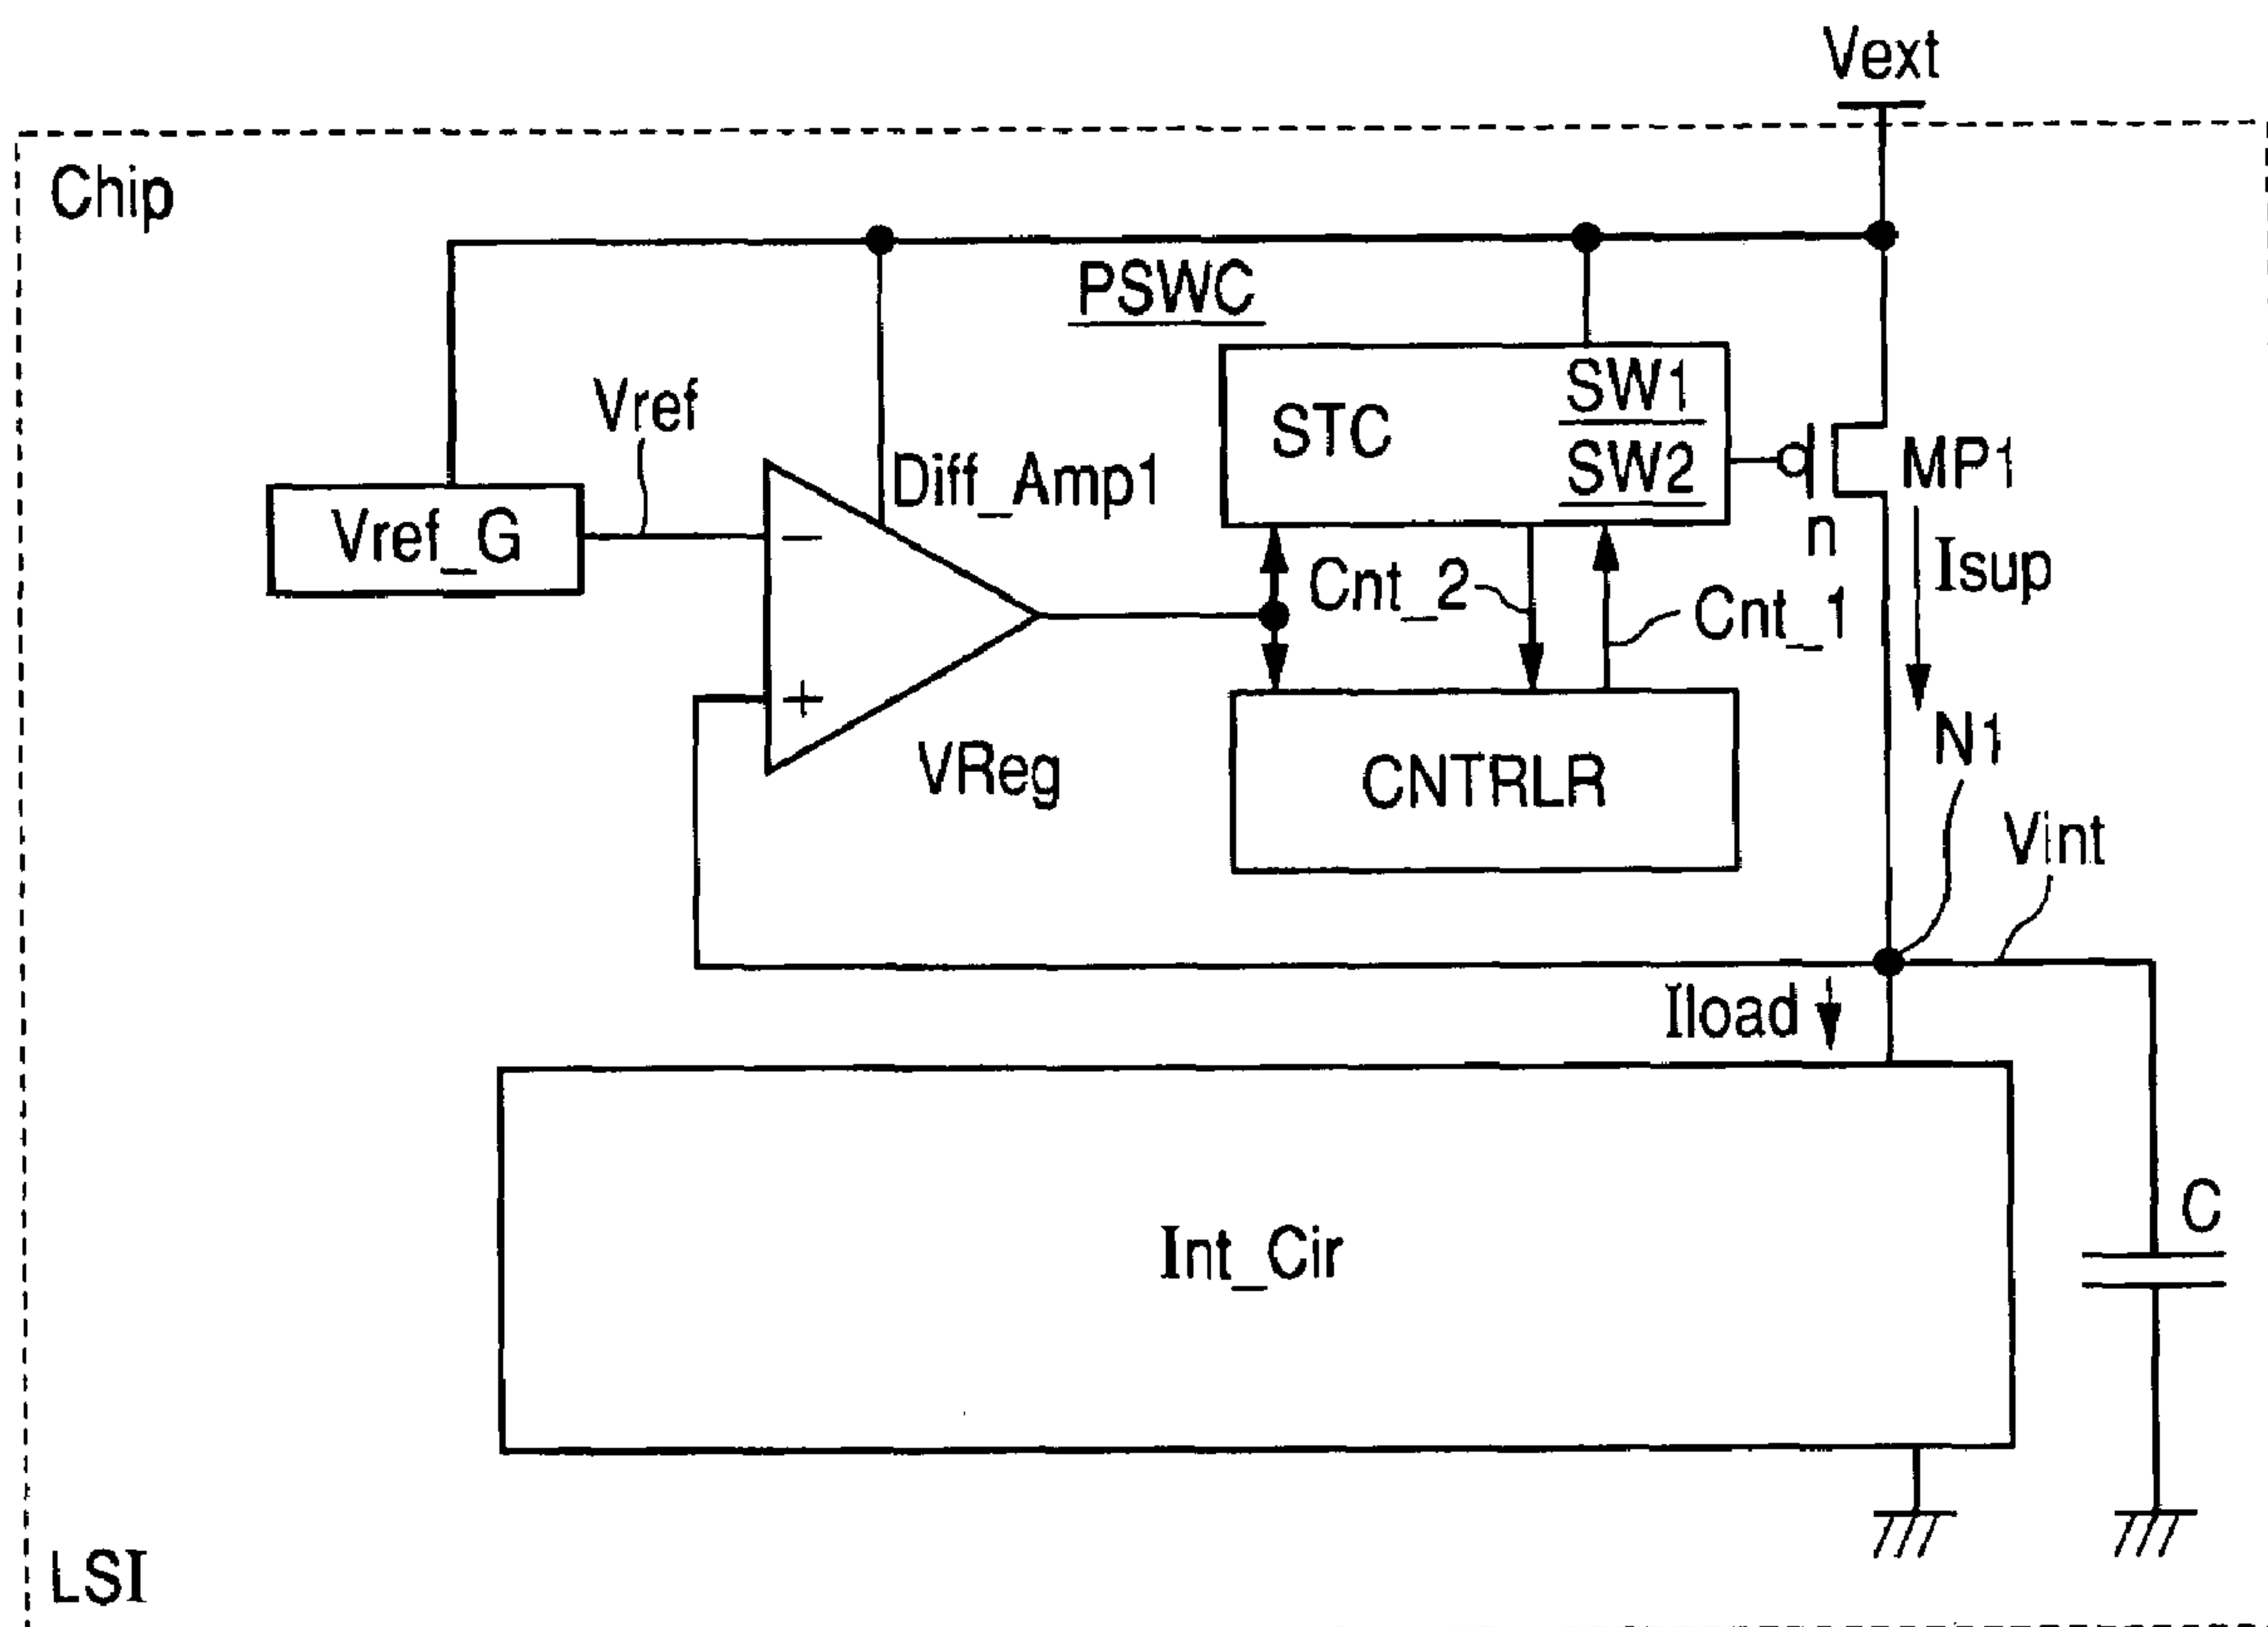 Vext
Chip
PSWC
Vref
SW1
STC
SW2
Diff_Amp1
MP1
Vref_G
n
−
Isup
Cnt_2
Cnt_1
+
N1
VReg
CNTRLR
Vint
Iload
C
Int_Cir
LSI